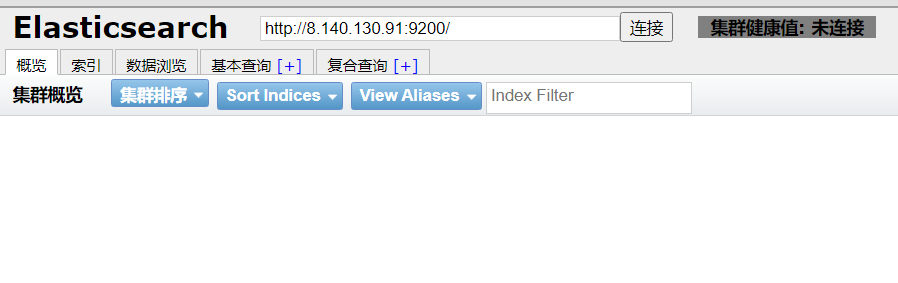 Elasticsearch http://8.140.130.91:9200/ 连接 集群健康值: 未连接
概览 索引 数据浏览 基本查询 [+] 复合查询 [+]
集群概览 集群排序 Sort Indices View Aliases Index Filter